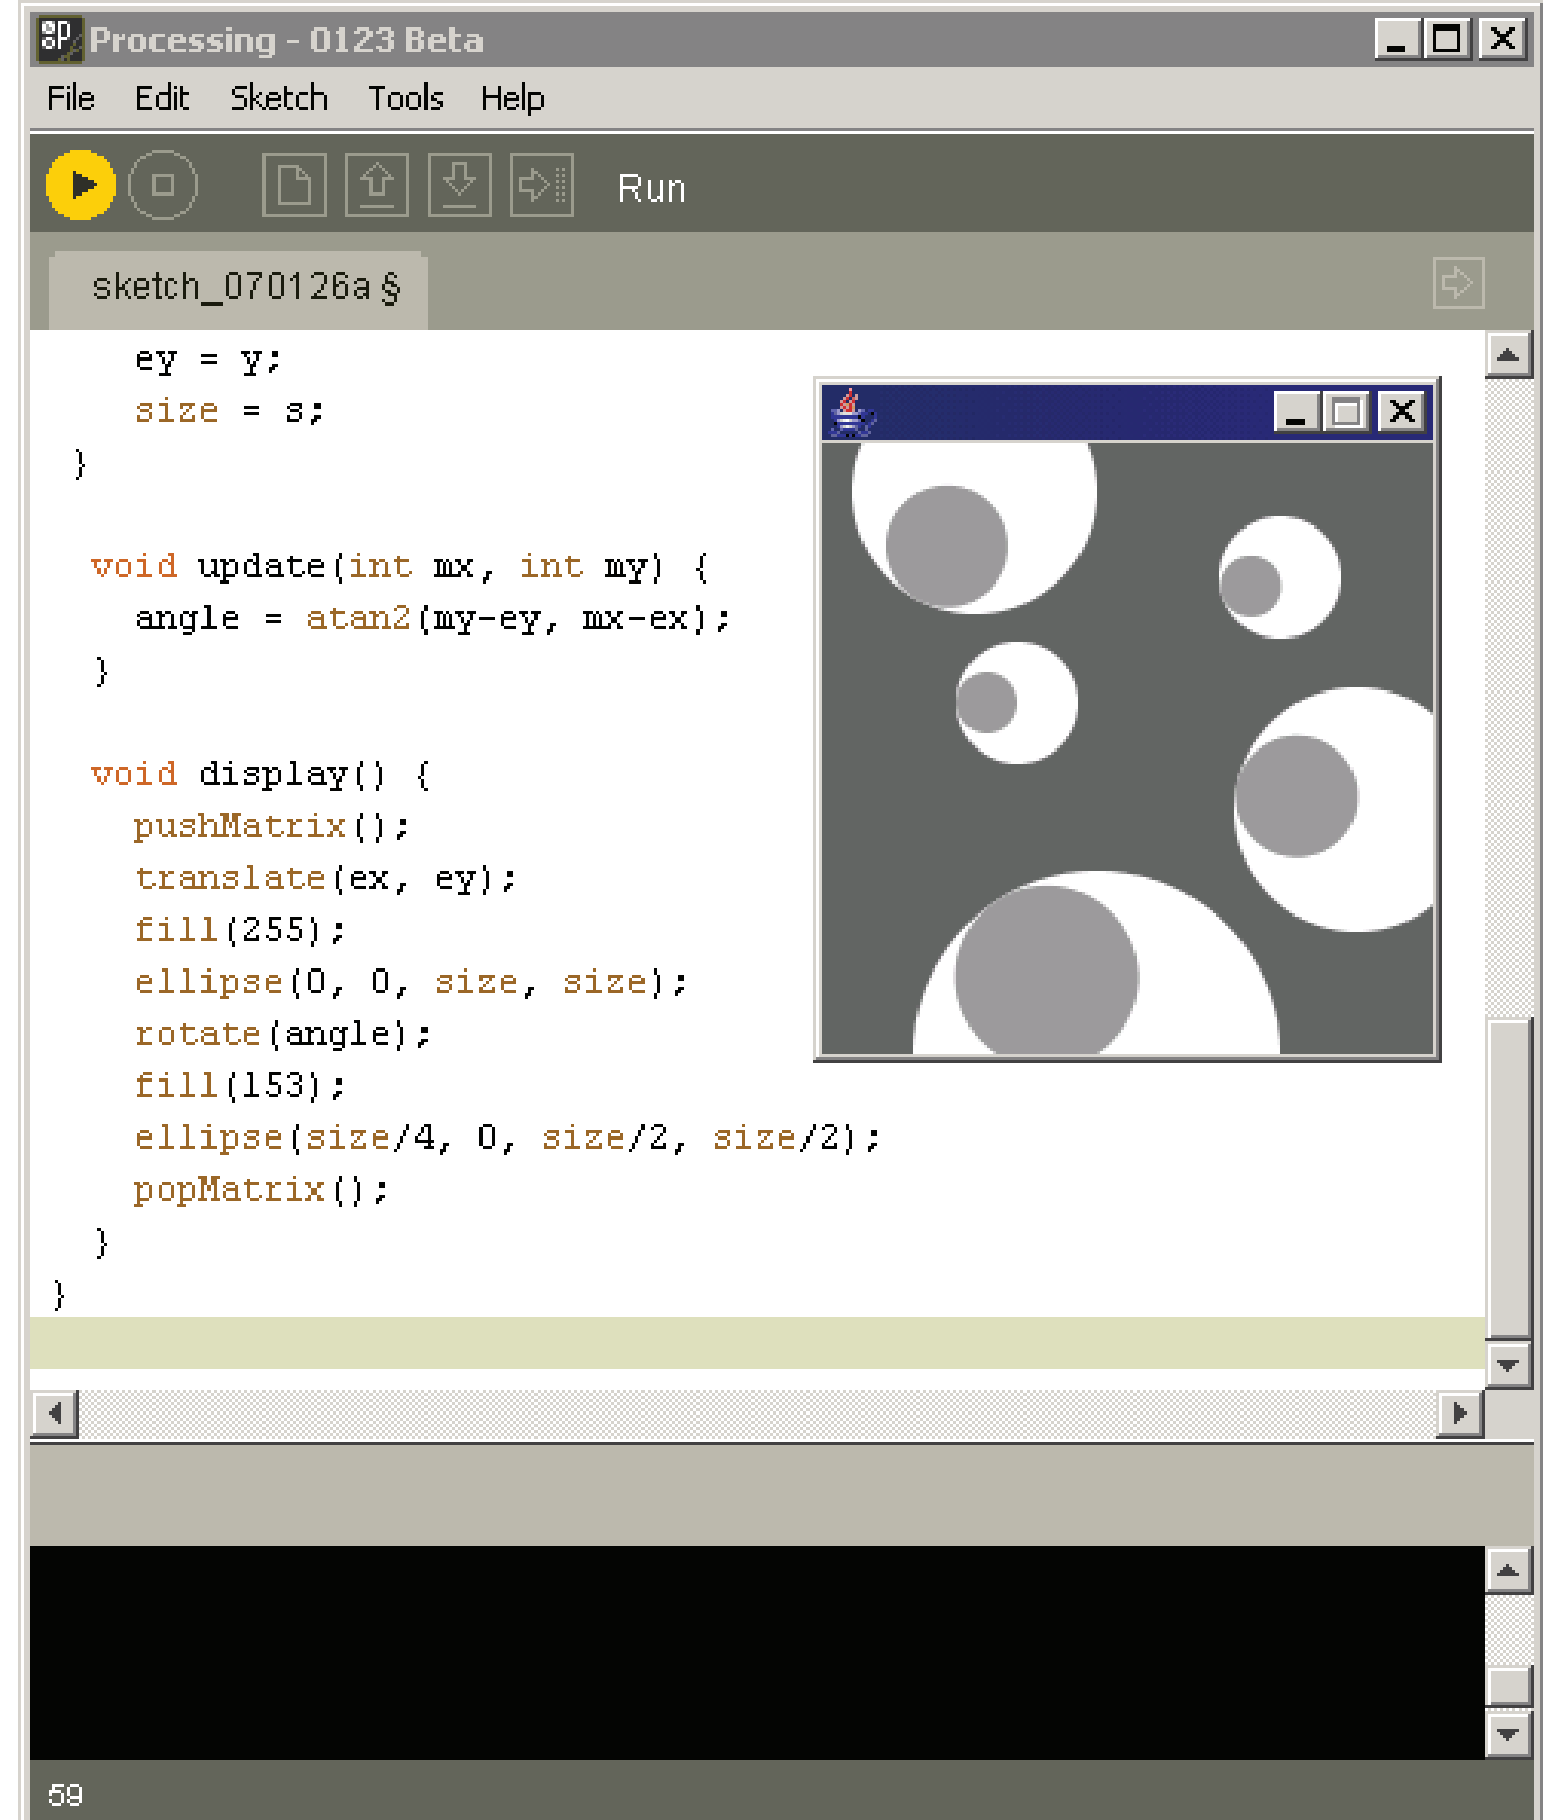 Processing - 0123 Beta
File Edit Sketch Tools Help
Run
sketch_070126a §
ey = y;
size = s;
}
void update(int mx, int my) {
angle = atan2(my-ey, mx-ex);
}
void display() {
pushMatrix();
translate(ex, ey);
fill(255);
ellipse(0, 0, size, size);
rotate(angle);
fill(153);
ellipse(size/4, 0, size/2, size/2);
popMatrix();
}
}
59